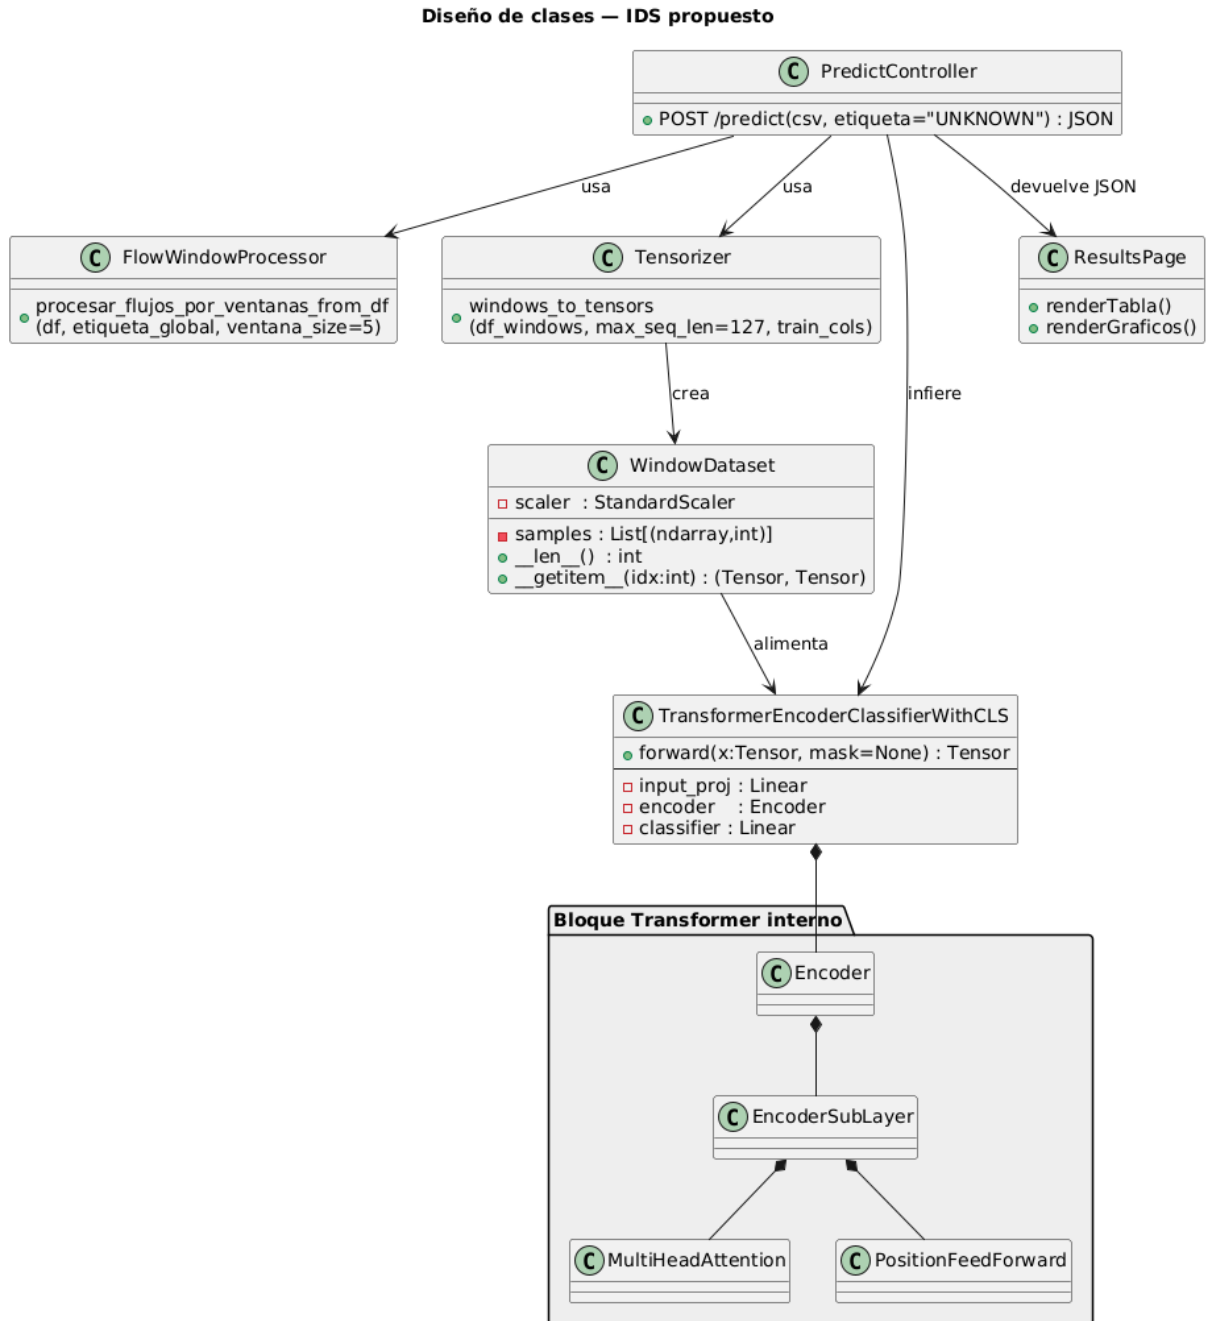 Diseño de clases — IDS propuesto
C PredictController
POST /predict(csv, etiqueta="UNKNOWN") : JSON
usa
usa
devuelve JSON
C FlowWindowProcessor
procesar_flujos_por_ventanas_from_df
(df, etiqueta_global, ventana_size=5)
C Tensorizer
windows_to_tensors
(df_windows, max_seq_len=127, train_cols)
C ResultsPage
renderTabla()
renderGraficos()
crea
infiere
C WindowDataset
scaler : StandardScaler
samples : List[(ndarray,int)]
__len__() : int
__getitem__(idx:int) : (Tensor, Tensor)
alimenta
C TransformerEncoderClassifierWithCLS
forward(x:Tensor, mask=None) : Tensor
input_proj : Linear
encoder : Encoder
classifier : Linear
Bloque Transformer interno
C Encoder
C EncoderSubLayer
C MultiHeadAttention
C PositionFeedForward